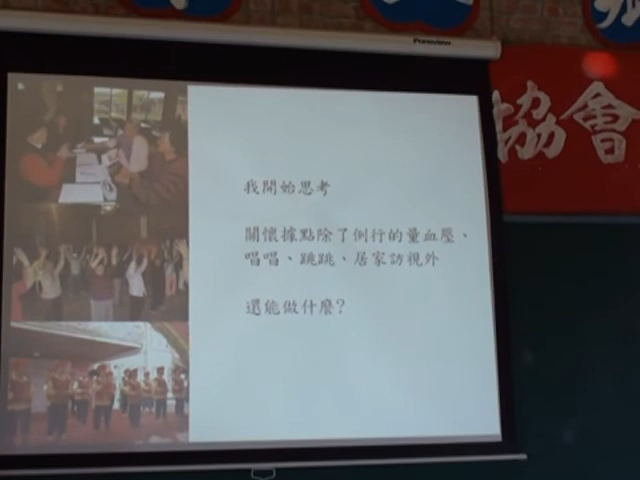 Panaview
協會
我開始思考
關懷據點除了例行的量血壓、
唱唱、跳跳、居家訪視外
還能做什麼?